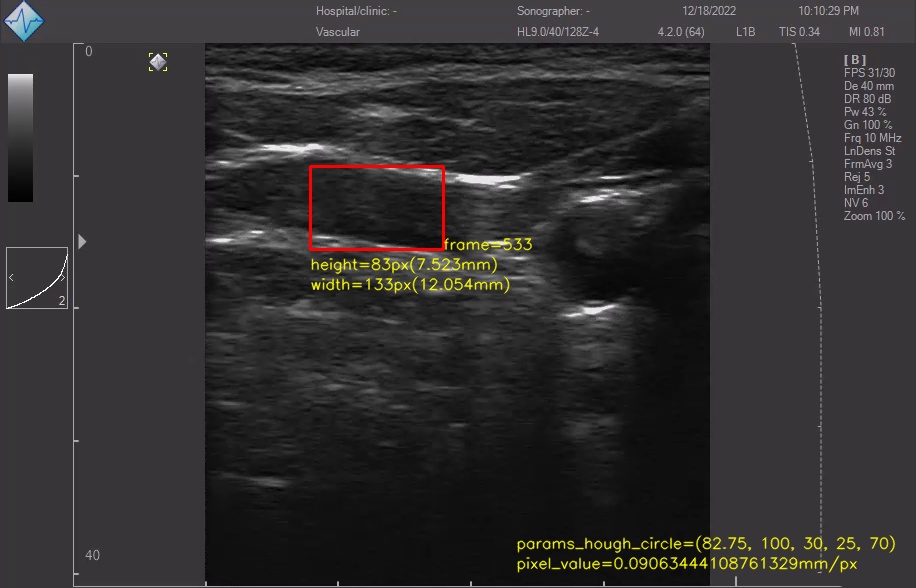 Hospital/clinic: - Sonographer: - 12/18/2022 10:10:29 PM
Vascular HL9.0/40/128Z-4 4.2.0 (64) L1B TIS 0.34 MI 0.81
0
[B]
FPS 31/30
De 40 mm
DR 80 dB
Pw 43 %
Gn 100 %
Frq 10 MHz
LnDens St
FrmAvg 3
Rej 5
ImEnh 3
NV 6
Zoom 100 %
frame=533
height=83px(7.523mm)
width=133px(12.054mm)
2
params_hough_circle=(82.75, 100, 30, 25, 70)
40
pixel_value=0.09063444108761329mm/px